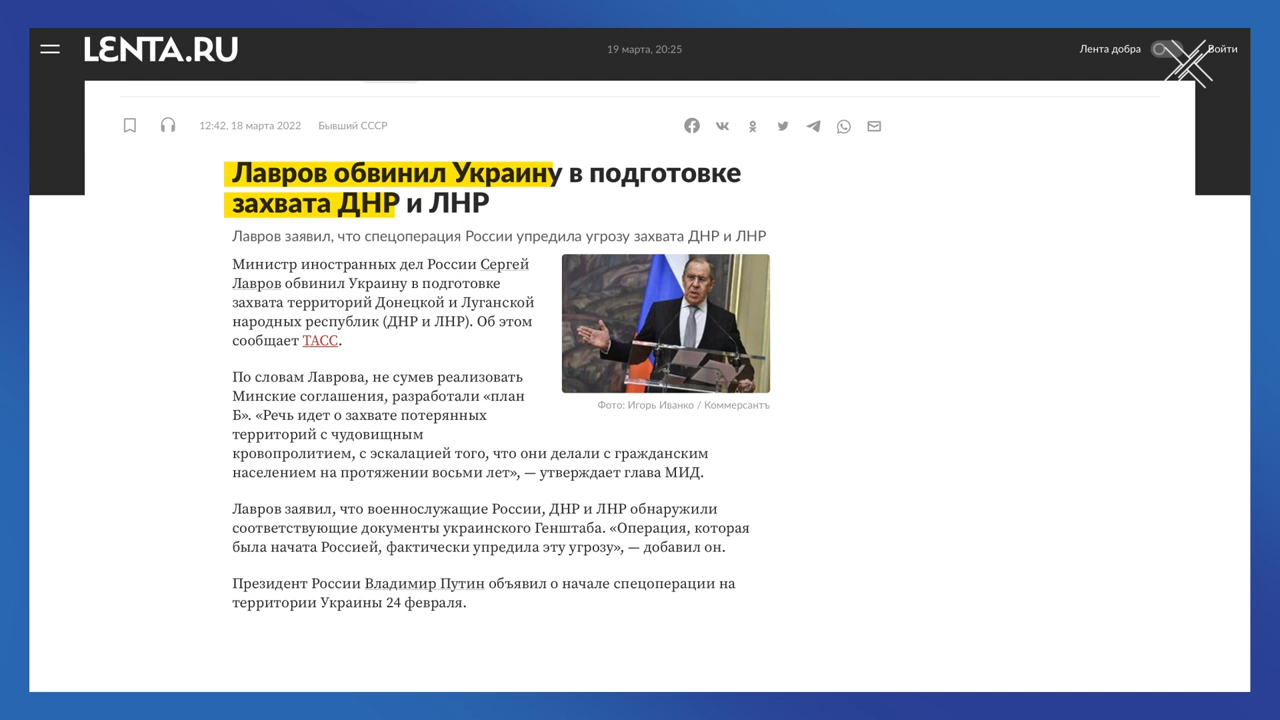 LENTA.RU
19 марта, 20:25
Лента добра
Войти
12:42, 18 марта 2022
Бывший СССР
Лавров обвинил Украину в подготовке
захвата ДНР и ЛНР
Лавров заявил, что спецоперация России упредила угрозу захвата ДНР и ЛНР
Министр иностранных дел России Сергей
Лавров обвинил Украину в подготовке
захвата территорий Донецкой и Луганской
народных республик (ДНР и ЛНР). Об этом
сообщает ТАСС.
Фото: Игорь Иванко / Коммерсантъ
По словам Лаврова, не сумев реализовать
Минские соглашения, разработали «план
Б». «Речь идет о захвате потерянных
территорий с чудовищным
кровопролитием, с эскалацией того, что они делали с гражданским
населением на протяжении восьми лет», — утверждает глава МИД.
Лавров заявил, что военнослужащие России, ДНР и ЛНР обнаружили
соответствующие документы украинского Генштаба. «Операция, которая
была начата Россией, фактически упредила эту угрозу», — добавил он.
Президент России Владимир Путин объявил о начале спецоперации на
территории Украины 24 февраля.